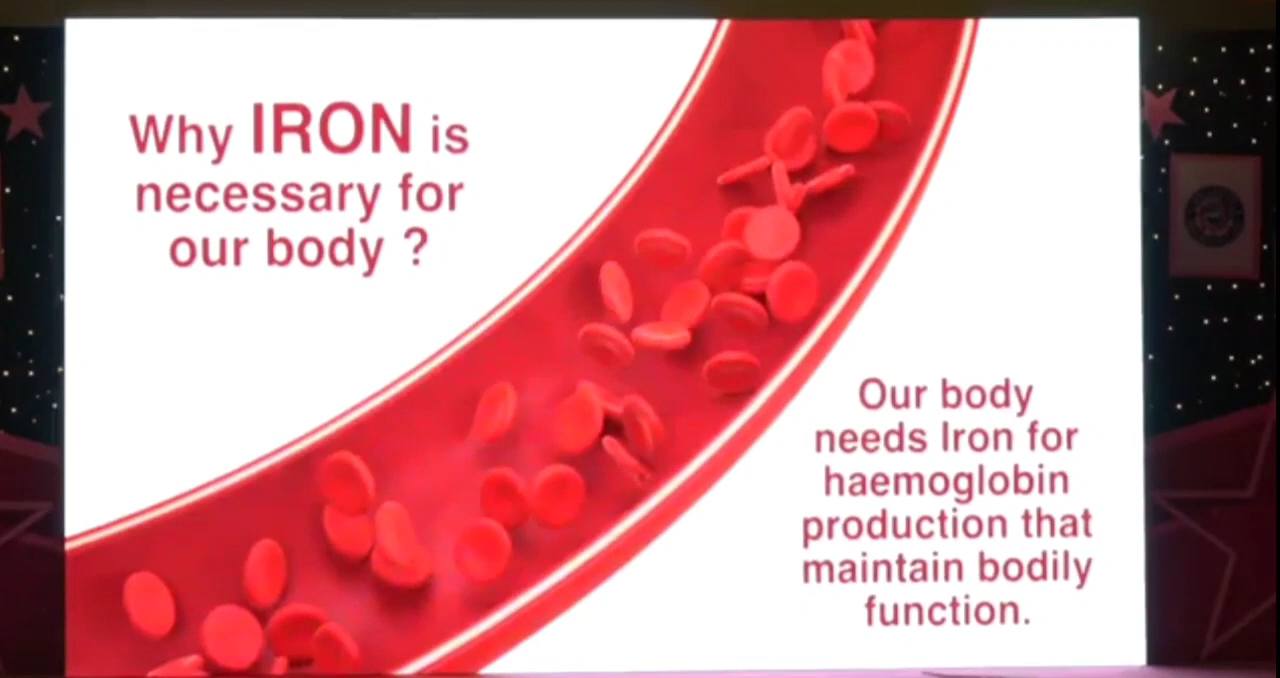 Why IRON is
necessary for
our body ?
Our body
needs Iron for
haemoglobin
production that
maintain bodily
function.